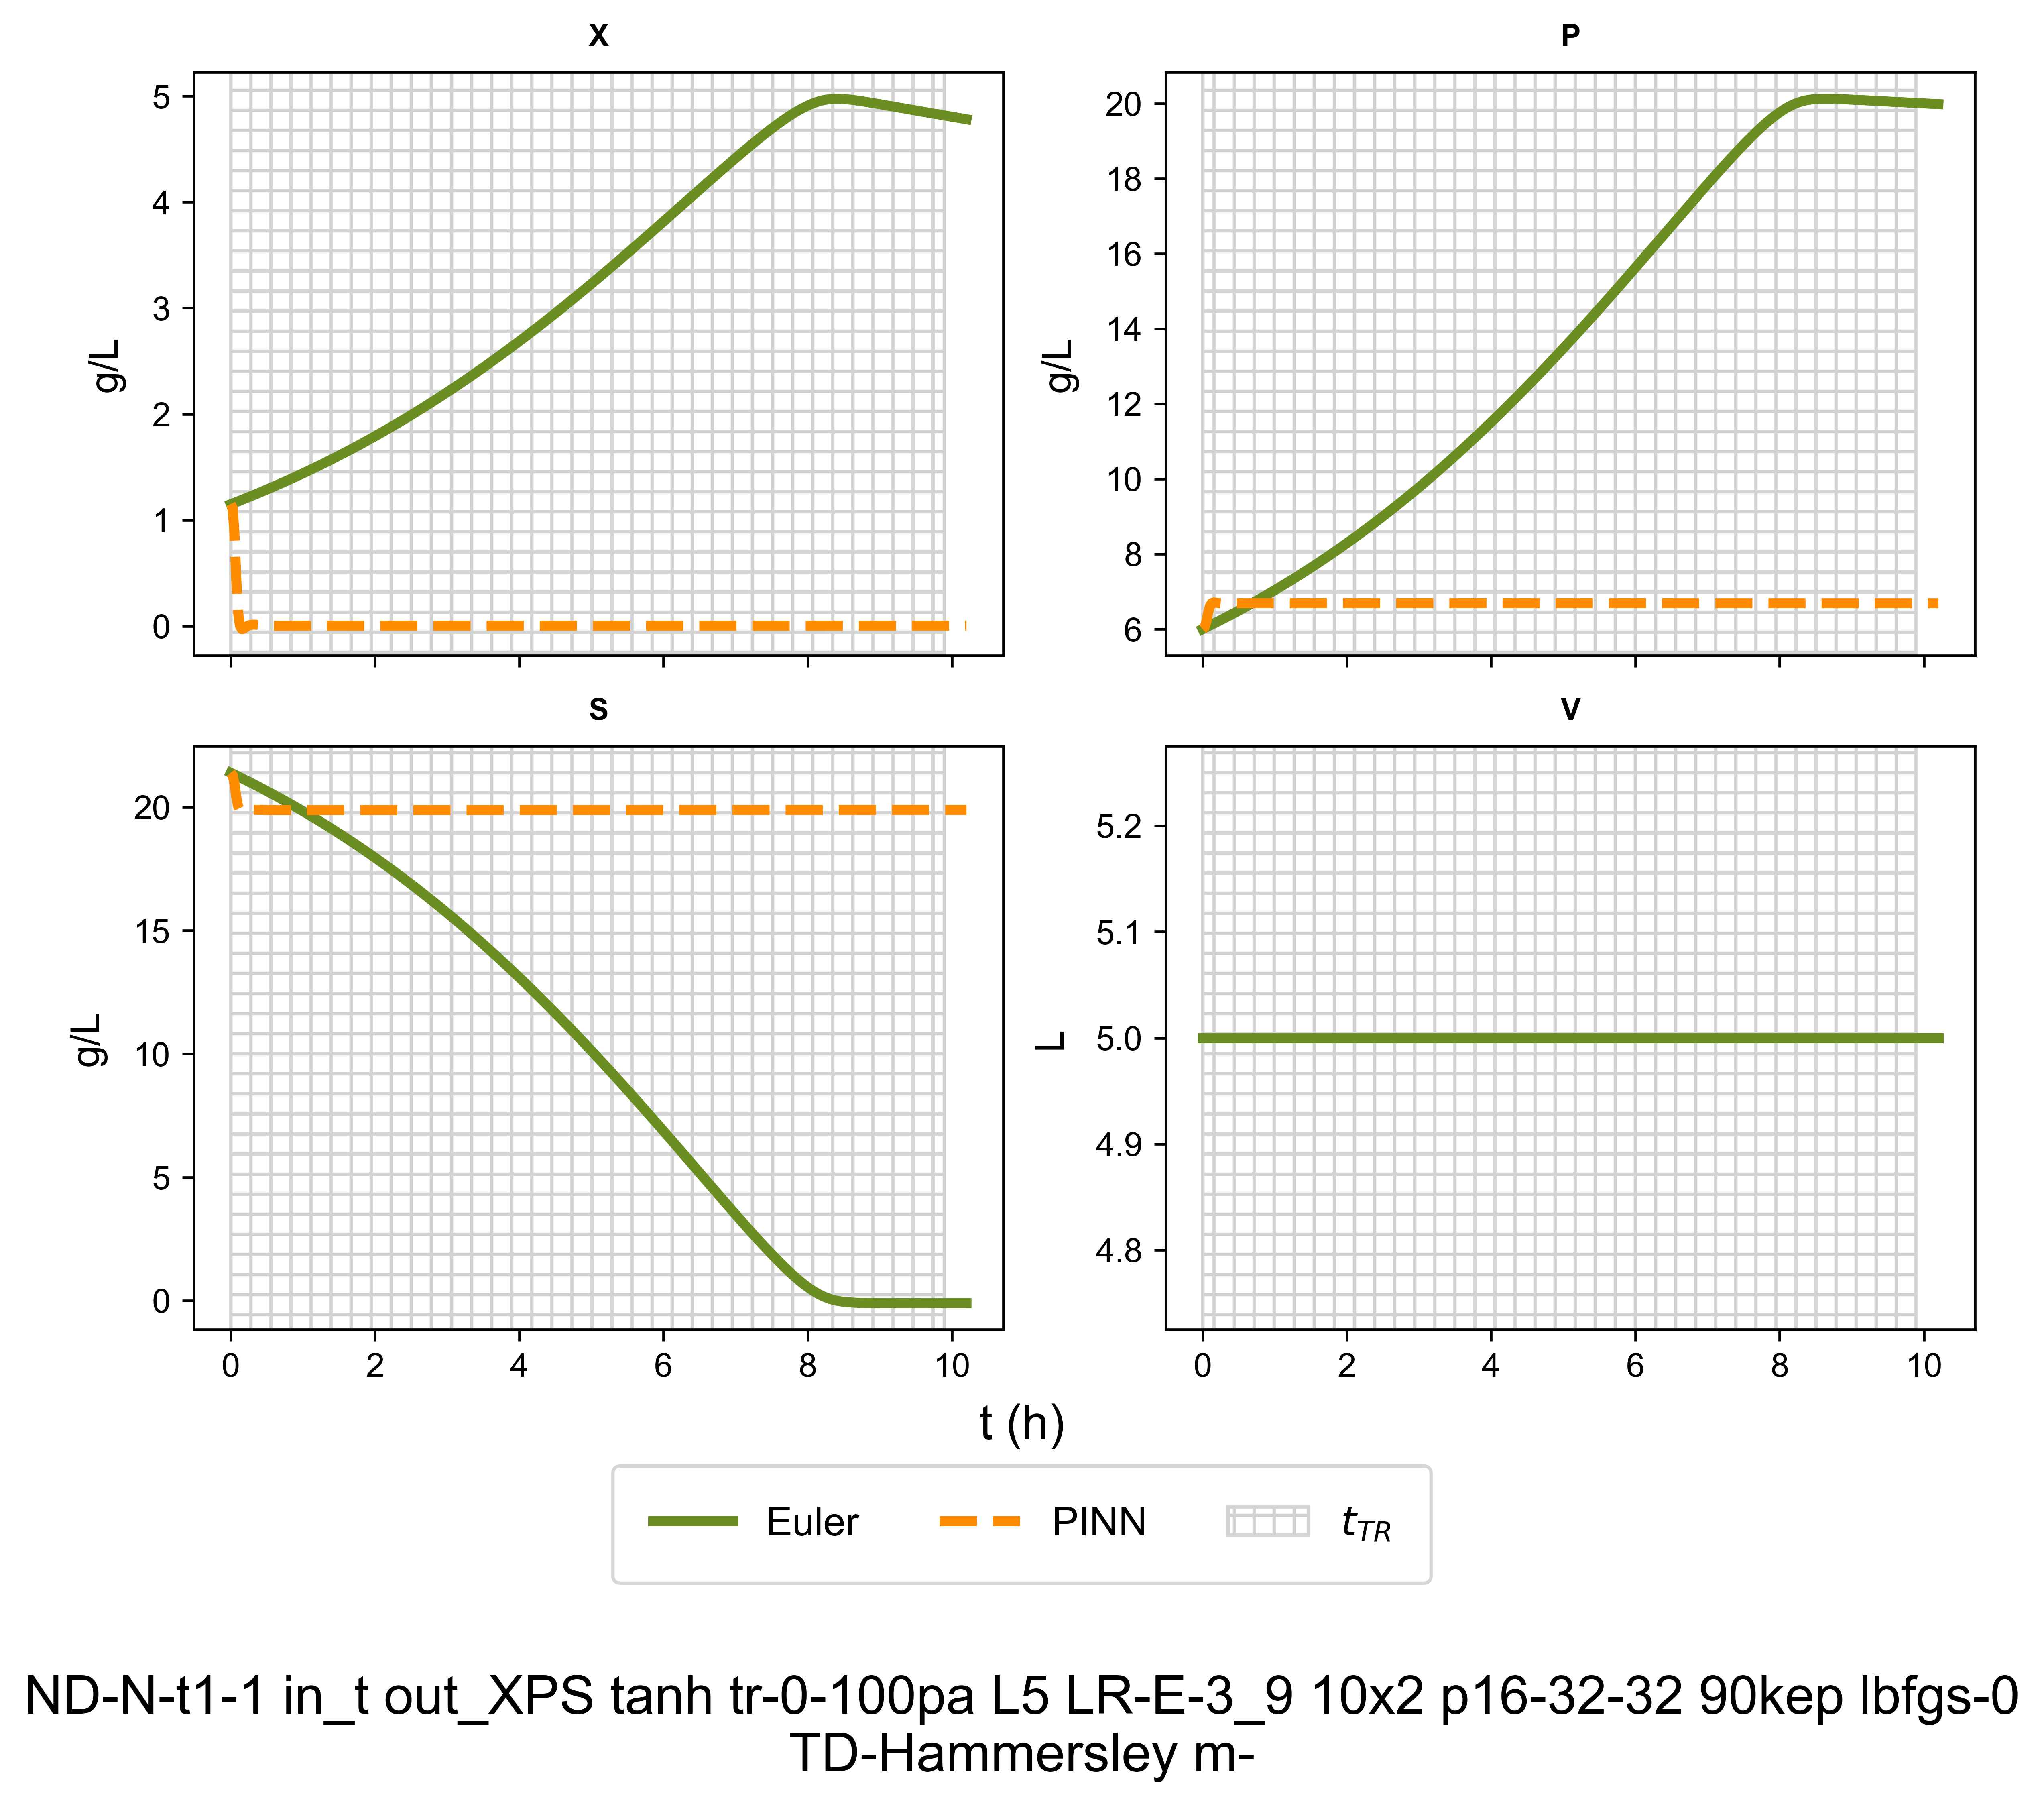 X
P
5
4
3
2
1
0
g/L
20
18
16
14
12
10
8
6
g/L
S
V
20
15
10
5
0
g/L
5.2
5.1
5.0
4.9
4.8
L
0 2 4 6 8 10
0 2 4 6 8 10
t (h)
Euler PINN t_TR
ND-N-t1-1 in_t out_XPS tanh tr-0-100pa L5 LR-E-3_9 10x2 p16-32-32 90kep lbfgs-0
TD-Hammersley m-